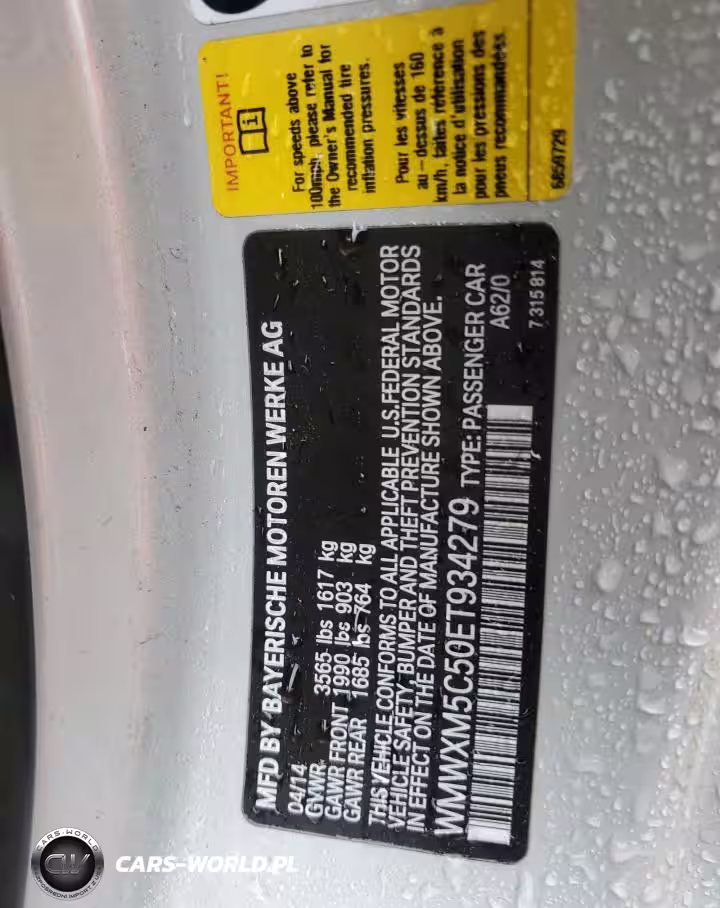 IMPORTANT!
For speeds above
100mph, please refer to
the Owner's Manual for
recommended tire
inflation pressures.
Pour les vitesses
au-dessus de 160
km/h, faites référence à
la notice d'utilisation
pour les pressions des
pneus recommandées.
6850729
MFD BY BAYERISCHE MOTOREN WERKE AG
04/14
GVWR 3565 lbs 1617 kg
GAWR FRONT 1990 lbs 903 kg
GAWR REAR 1685 lbs 764 kg
THIS VEHICLE CONFORMS TO ALL APPLICABLE U.S.FEDERAL MOTOR
VEHICLE SAFETY, BUMPER AND THEFT PREVENTION STANDARDS
IN EFFECT ON THE DATE OF MANUFACTURE SHOWN ABOVE.
WMWXM5C50ET934279 TYPE: PASSENGER CAR
A62/0
7 315 814
CARS-WORLD
CW
CARS-WORLD.PL